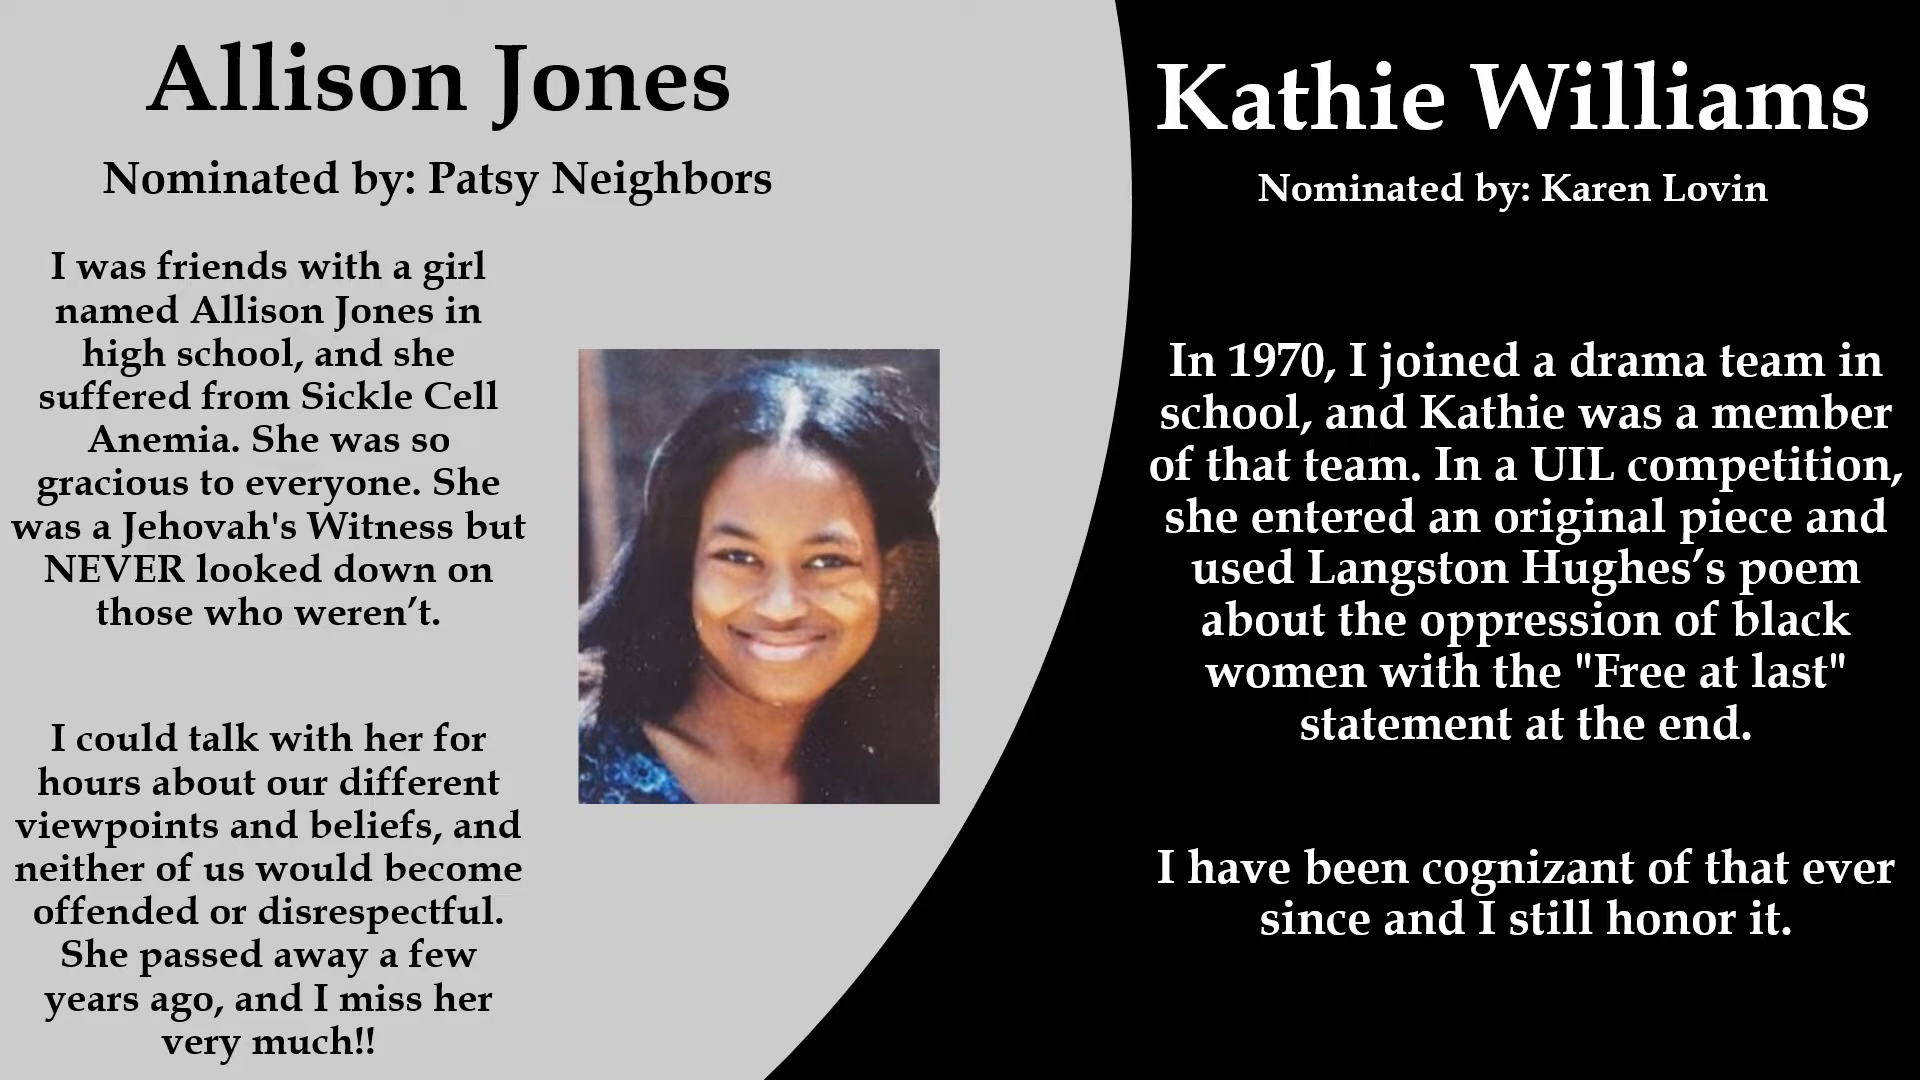 Allison Jones
Nominated by: Patsy Neighbors
I was friends with a girl
named Allison Jones in
high school, and she
suffered from Sickle Cell
Anemia. She was so
gracious to everyone. She
was a Jehovah's Witness but
NEVER looked down on
those who weren’t.
I could talk with her for
hours about our different
viewpoints and beliefs, and
neither of us would become
offended or disrespectful.
She passed away a few
years ago, and I miss her
very much!!
Kathie Williams
Nominated by: Karen Lovin
In 1970, I joined a drama team in
school, and Kathie was a member
of that team. In a UIL competition,
she entered an original piece and
used Langston Hughes’s poem
about the oppression of black
women with the "Free at last"
statement at the end.
I have been cognizant of that ever
since and I still honor it.